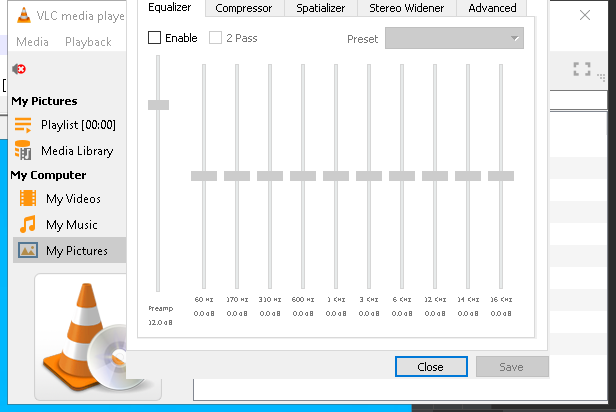 VLC media playe
Media Playback
My Pictures
Playlist [00:00]
Media Library
My Computer
My Videos
My Music
My Pictures
Equalizer Compressor Spatializer Stereo Widener Advanced
Enable 2 Pass Preset
60 Hz 170 Hz 310 Hz 600 Hz 1 KHz 3 KHz 6 KHz 12 KHz 14 KHz 16 KHz
Preamp 0.0 dB 0.0 dB 0.0 dB 0.0 dB 0.0 dB 0.0 dB 0.0 dB 0.0 dB 0.0 dB 0.0 dB
12.0 dB
Close Save